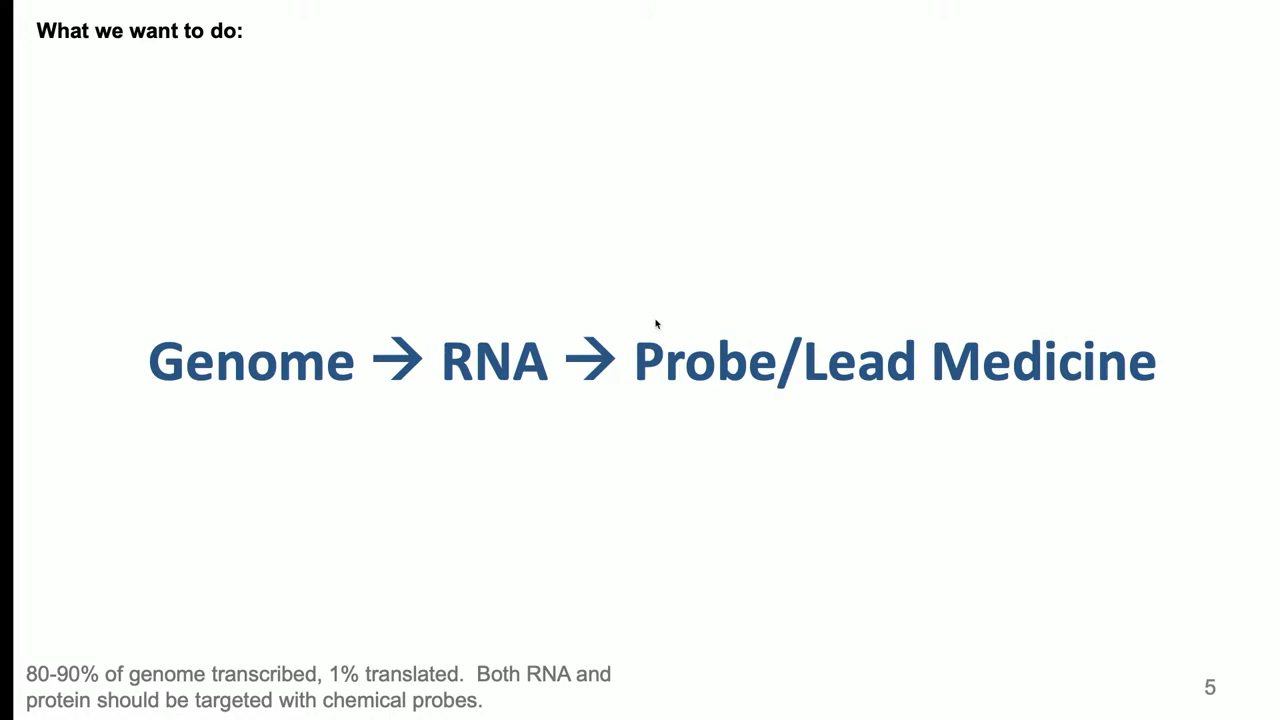 What we want to do:
Genome → RNA → Probe/Lead Medicine
80-90% of genome transcribed, 1% translated.  Both RNA and
protein should be targeted with chemical probes.
5